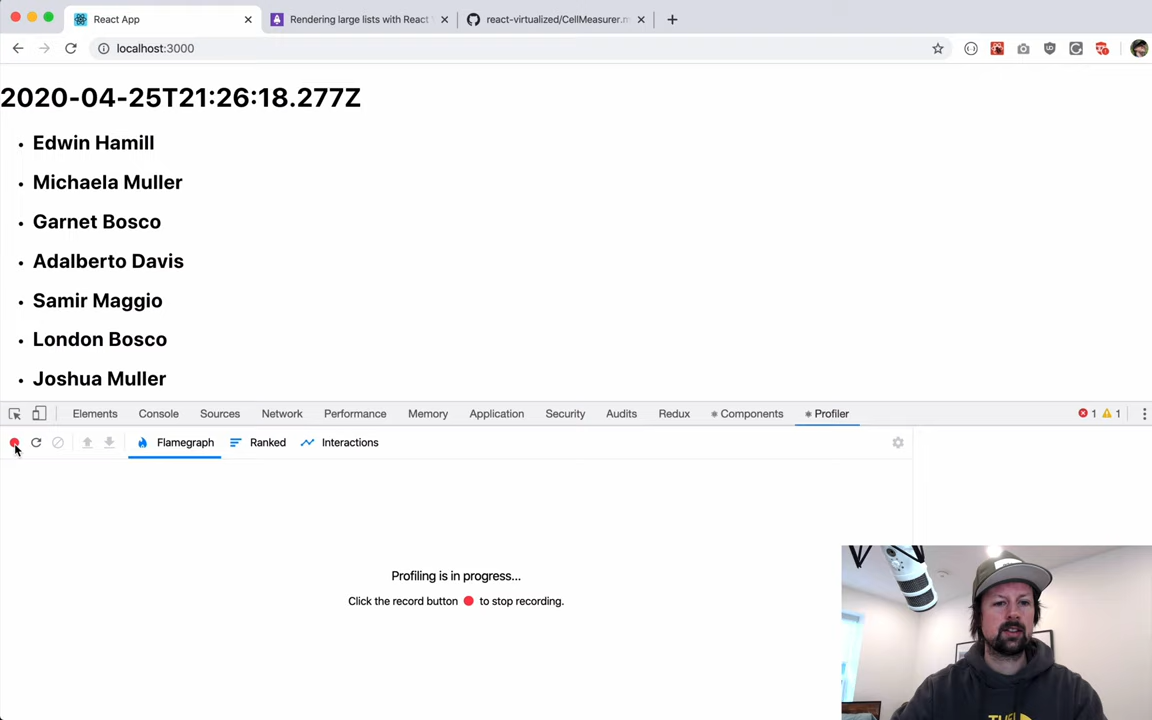 React App
Rendering large lists with React
react-virtualized/CellMeasurer.m
localhost:3000
2020-04-25T21:26:18.277Z
Edwin Hamill
Michaela Muller
Garnet Bosco
Adalberto Davis
Samir Maggio
London Bosco
Joshua Muller
Elements Console Sources Network Performance Memory Application Security Audits Redux Components Profiler 1 1
Flamegraph Ranked Interactions
Profiling is in progress...
Click the record button to stop recording.
THE